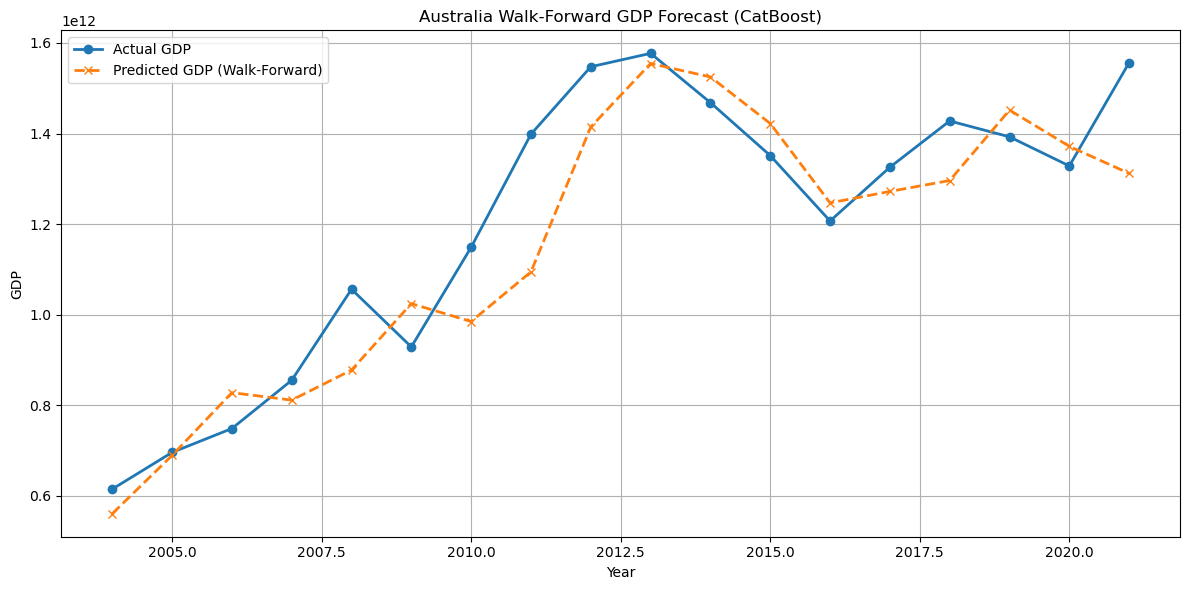 Australia Walk-Forward GDP Forecast (CatBoost)
1e12
Actual GDP
Predicted GDP (Walk-Forward)
1.6
1.4
1.2
1.0
0.8
0.6
GDP
2005.0 2007.5 2010.0 2012.5 2015.0 2017.5 2020.0
Year